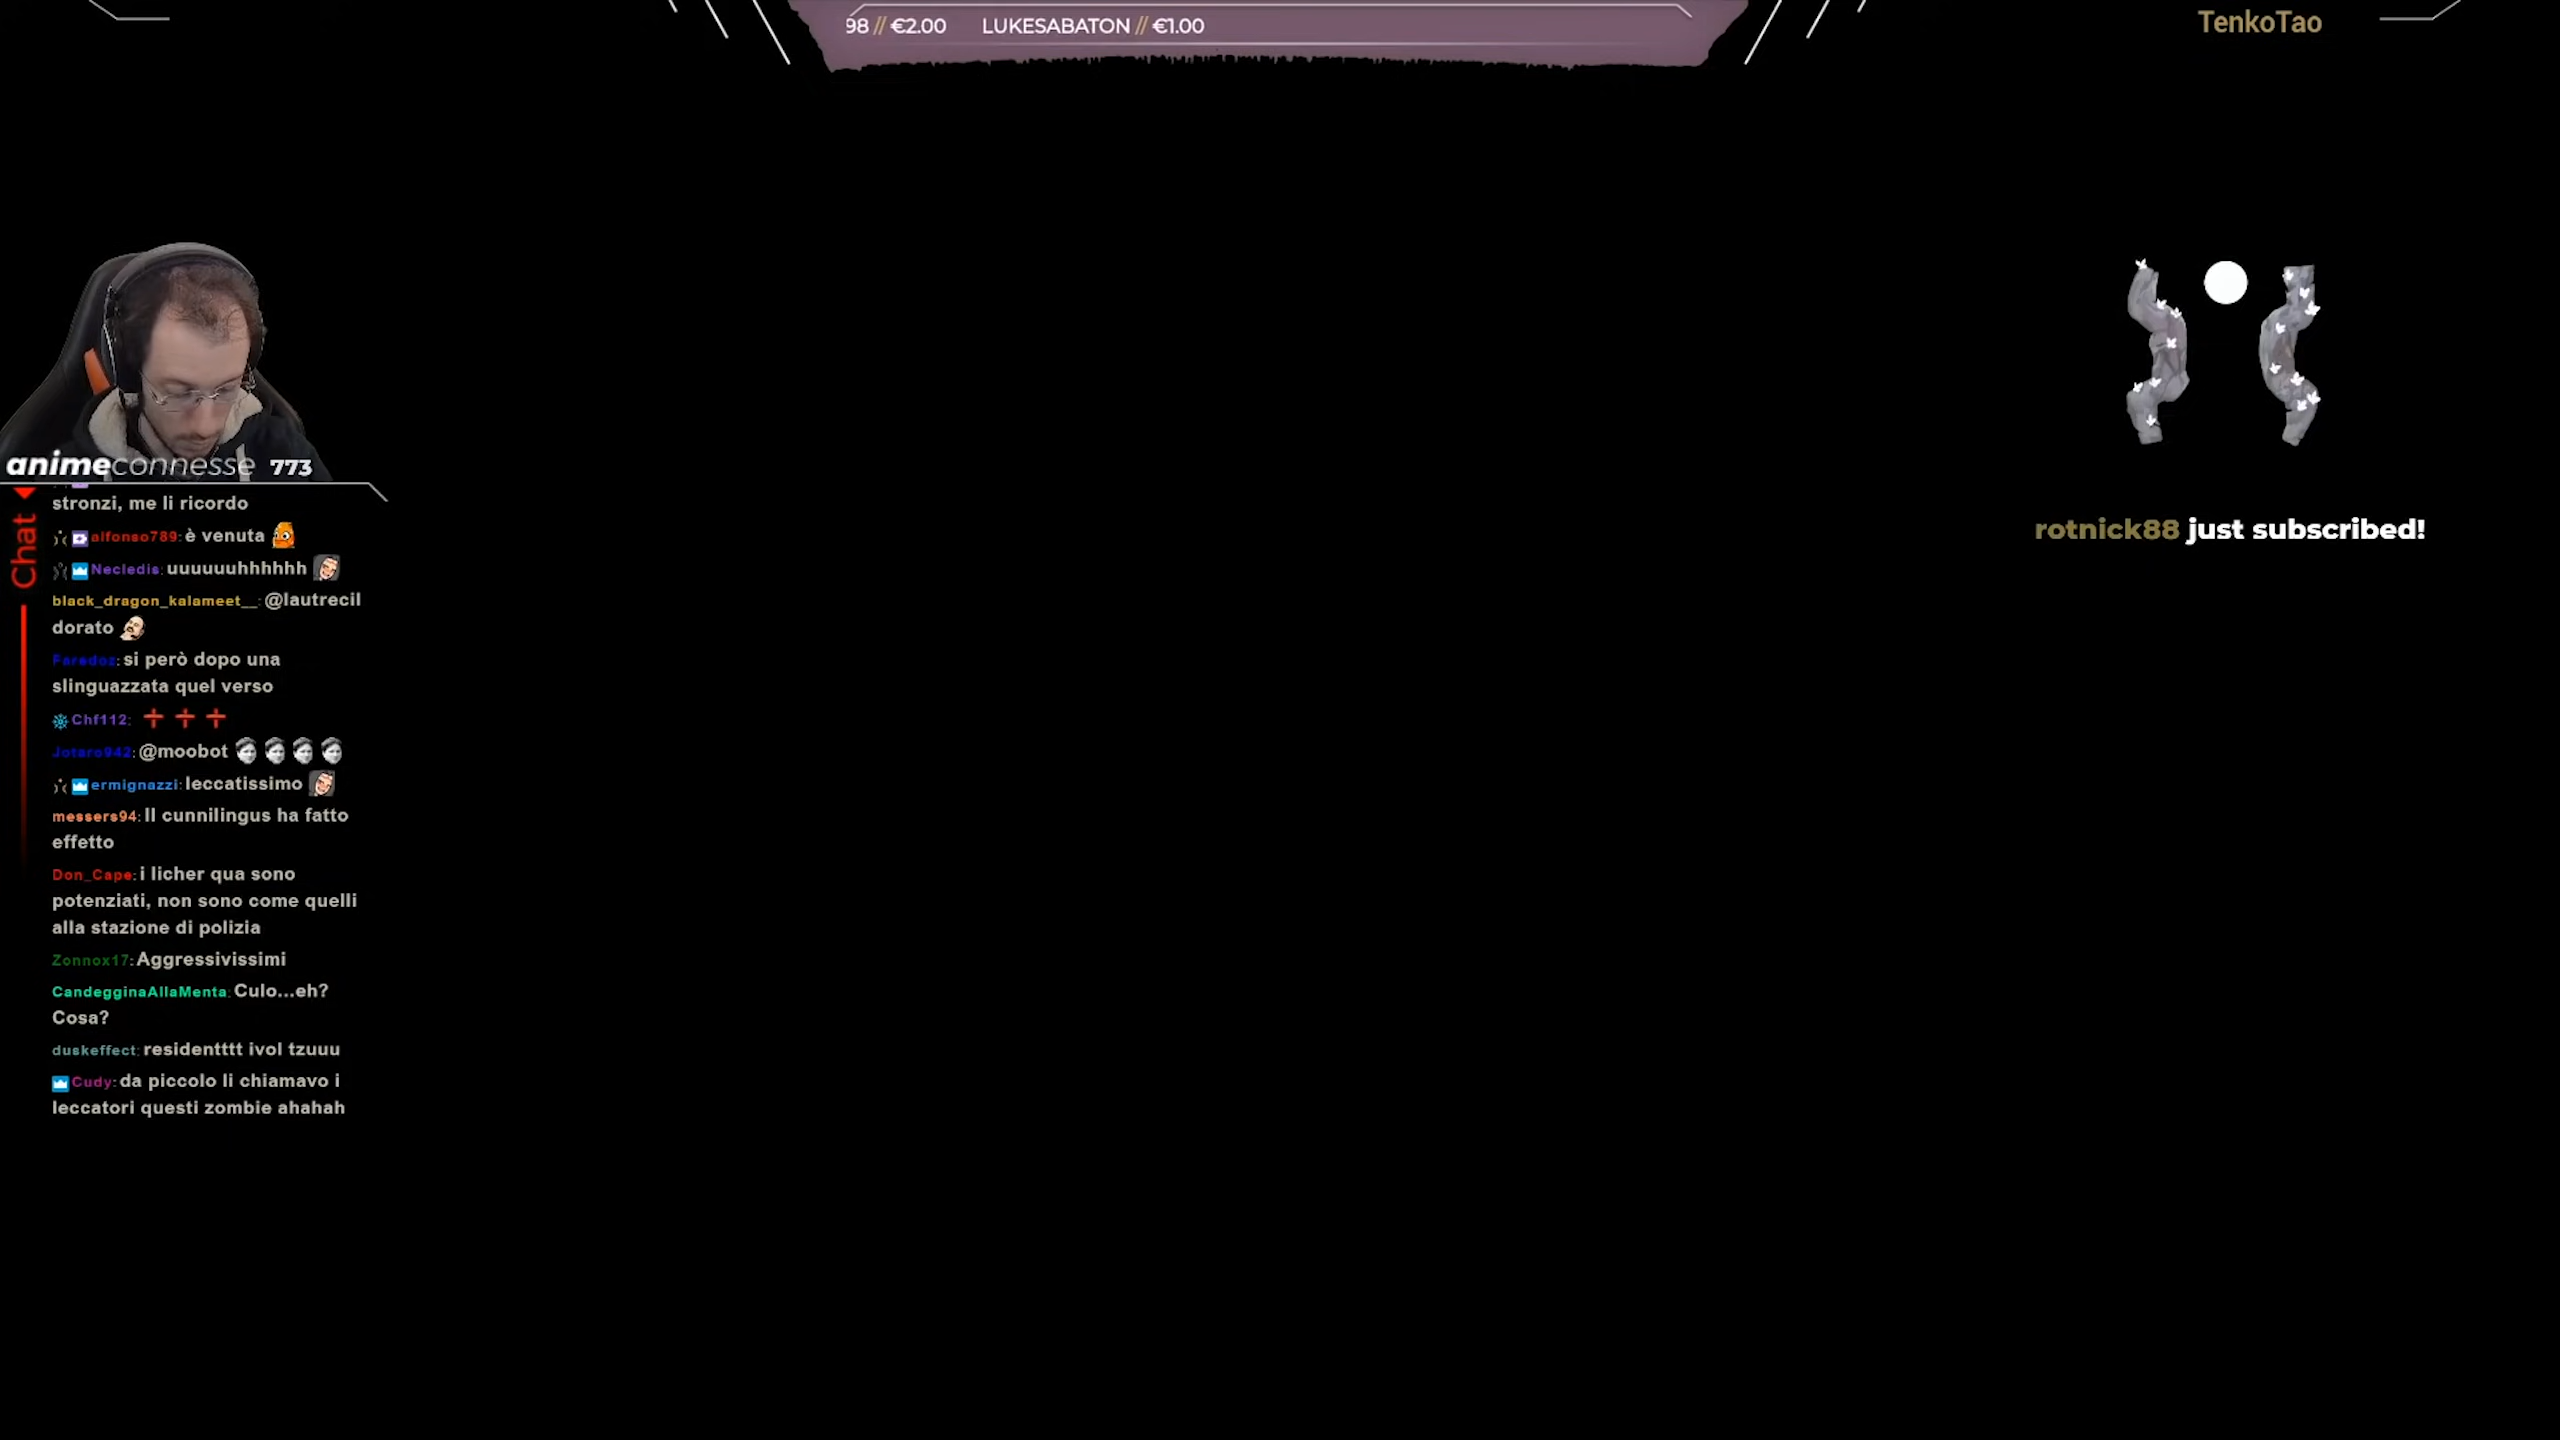 98 // €2.00 LUKESABATON // €1.00
TenkoTao
animeconnesse 773
Chat
stronzi, me li ricordo
alfonso789: è venuta
Necledis: uuuuuuhhhhhh
black_dragon_kalameet__: @lautrecil
dorato
Faredoz: si però dopo una
slinguazzata quel verso
Chf112:
Jotaro942: @moobot
ermignazzi: leccatissimo
messers94: Il cunnilingus ha fatto
effetto
Don_Cape: i licher qua sono
potenziati, non sono come quelli
alla stazione di polizia
Zonnox17: Aggressivissimi
CandegginaAllaMenta: Culo...eh?
Cosa?
duskeffect: residentttt ivol tzuuu
Cudy: da piccolo li chiamavo i
leccatori questi zombie ahahah
rotnick88 just subscribed!